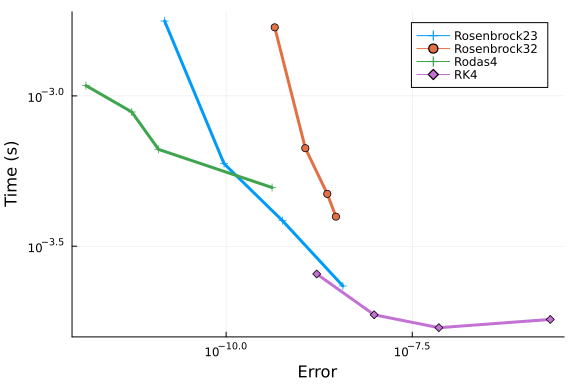 Rosenbrock23
Rosenbrock32
Rodas4
RK4
10⁻³·⁰
10⁻³·⁵
Time (s)
10⁻¹⁰·⁰
10⁻⁷·⁵
Error